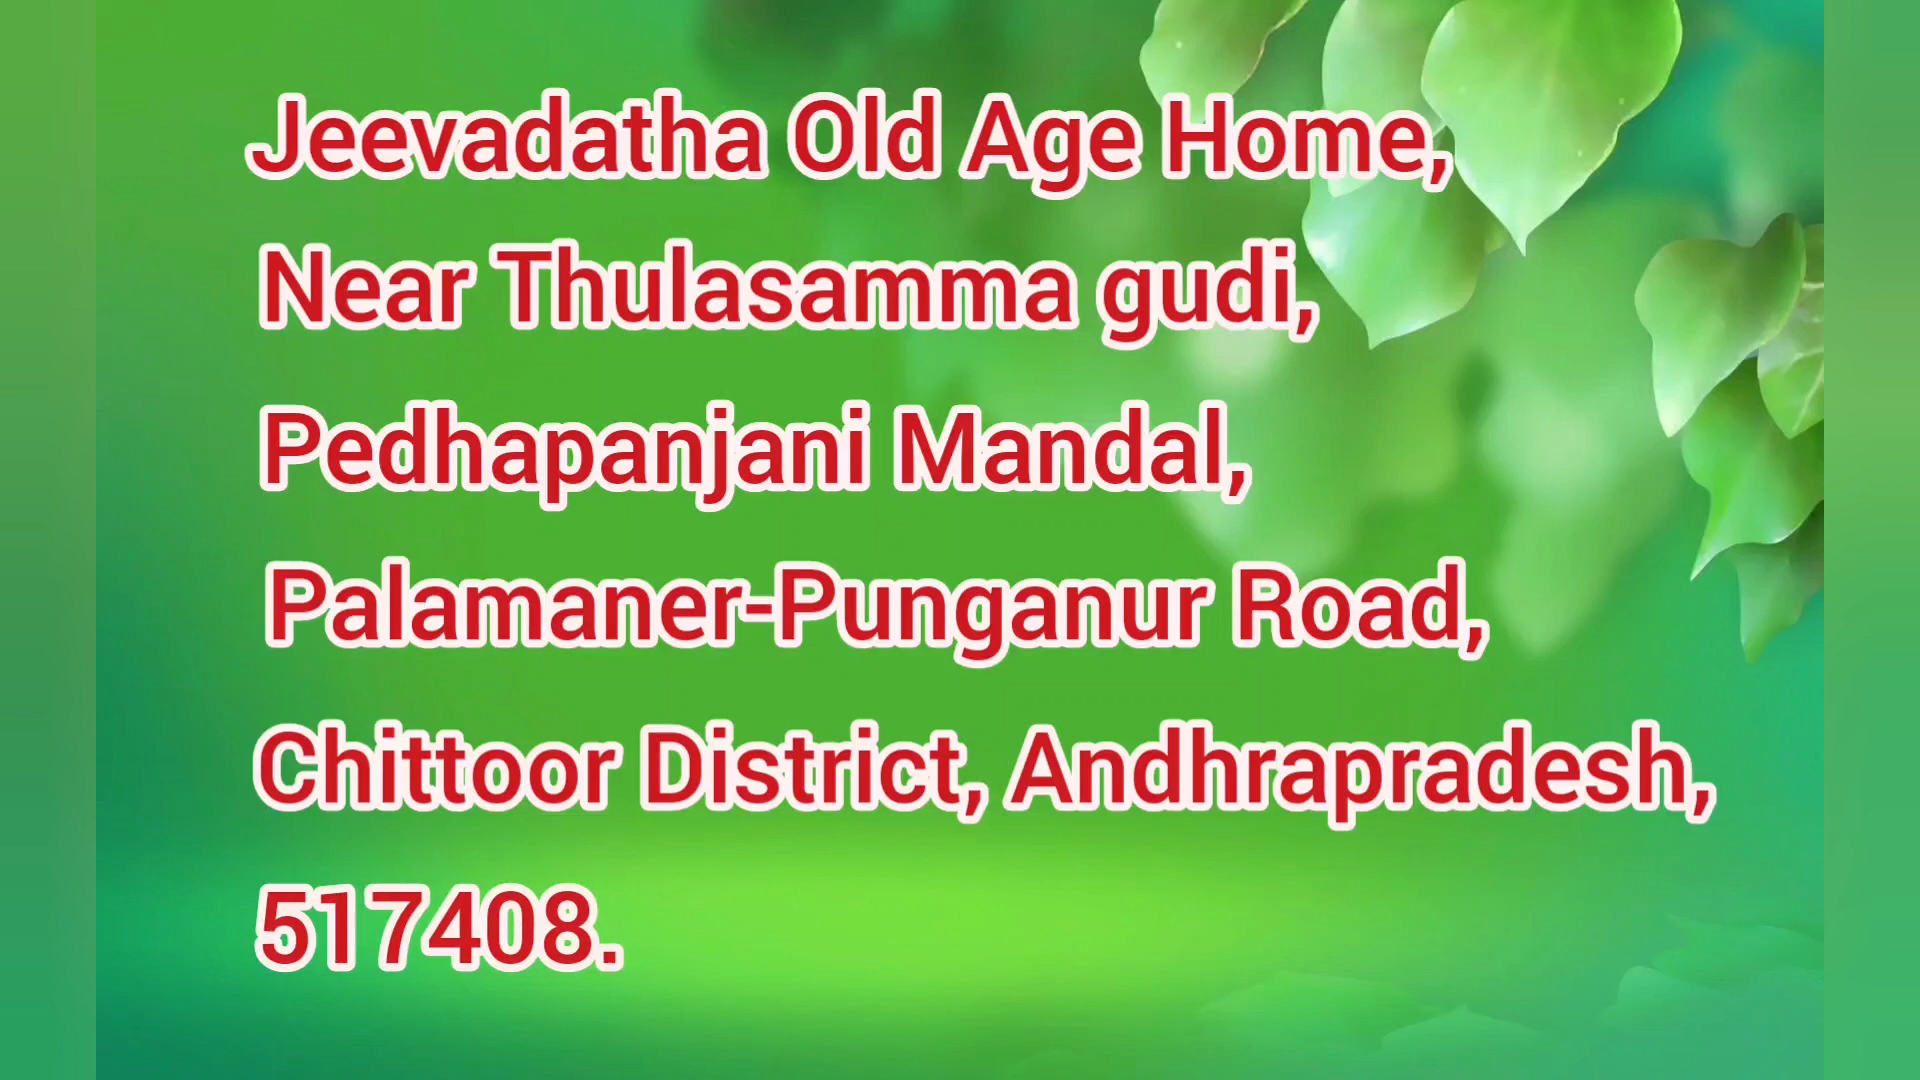 Jeevadatha Old Age Home,
Near Thulasamma gudi,
Pedhapanjani Mandal,
Palamaner-Punganur Road,
Chittoor District, Andhrapradesh,
517408.